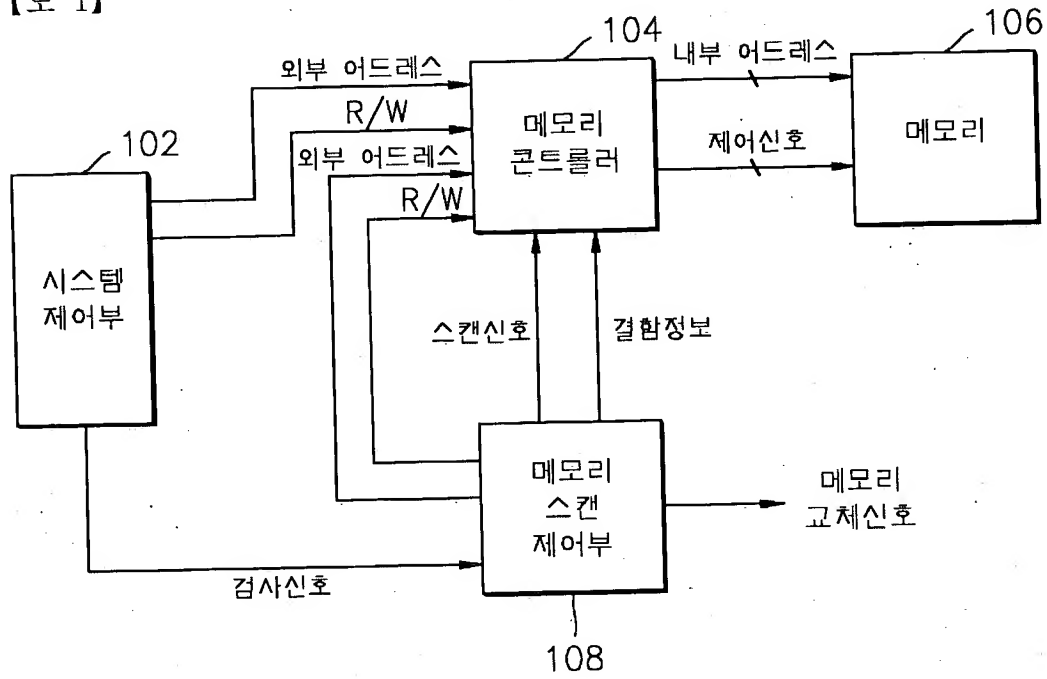 【도 1】
104
106
외부 어드레스
내부 어드레스
R/W
메모리
콘트롤러
메모리
102
외부 어드레스
제어신호
R/W
시스템
제어부
스캔신호
결함정보
메모리
스캔
제어부
메모리
교체신호
검사신호
108